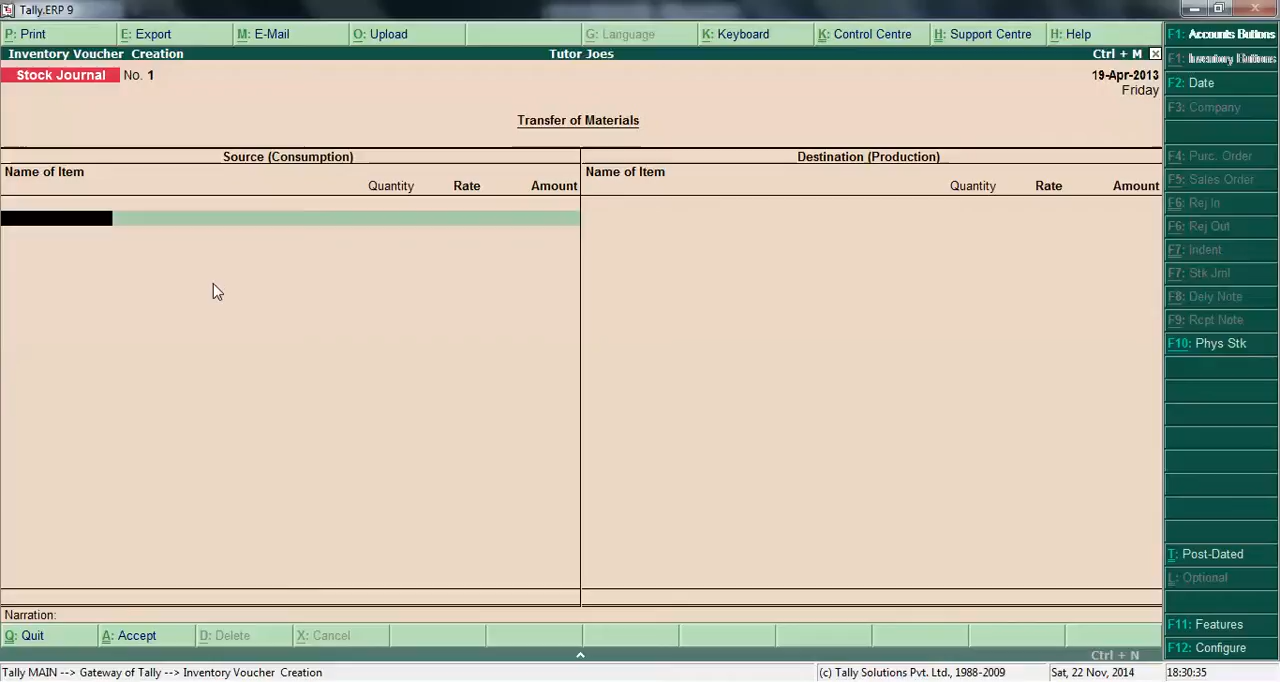 Tally.ERP 9
P: Print
E: Export
M: E-Mail
O: Upload
G: Language
K: Keyboard
K: Control Centre
H: Support Centre
H: Help
Inventory Voucher Creation
Tutor Joes
Ctrl + M
Stock Journal No. 1
19-Apr-2013
Friday
Transfer of Materials
Source (Consumption)
Destination (Production)
Name of Item
Quantity Rate Amount
Name of Item
Quantity Rate Amount
Narration:
Q: Quit
A: Accept
D: Delete
X: Cancel
F1: Accounts Buttons
F1: Inventory Buttons
F2: Date
F3: Company
F4: Purc. Order
F5: Sales Order
F6: Rej In
F6: Rej Out
F7: Indent
F7: Stk Jrnl
F8: Dely Note
F9: Rcpt Note
F10: Phys Stk
T: Post-Dated
L: Optional
F11: Features
F12: Configure
Ctrl + N
Tally MAIN --> Gateway of Tally --> Inventory Voucher Creation
(c) Tally Solutions Pvt. Ltd., 1988-2009
Sat, 22 Nov, 2014
18:30:35